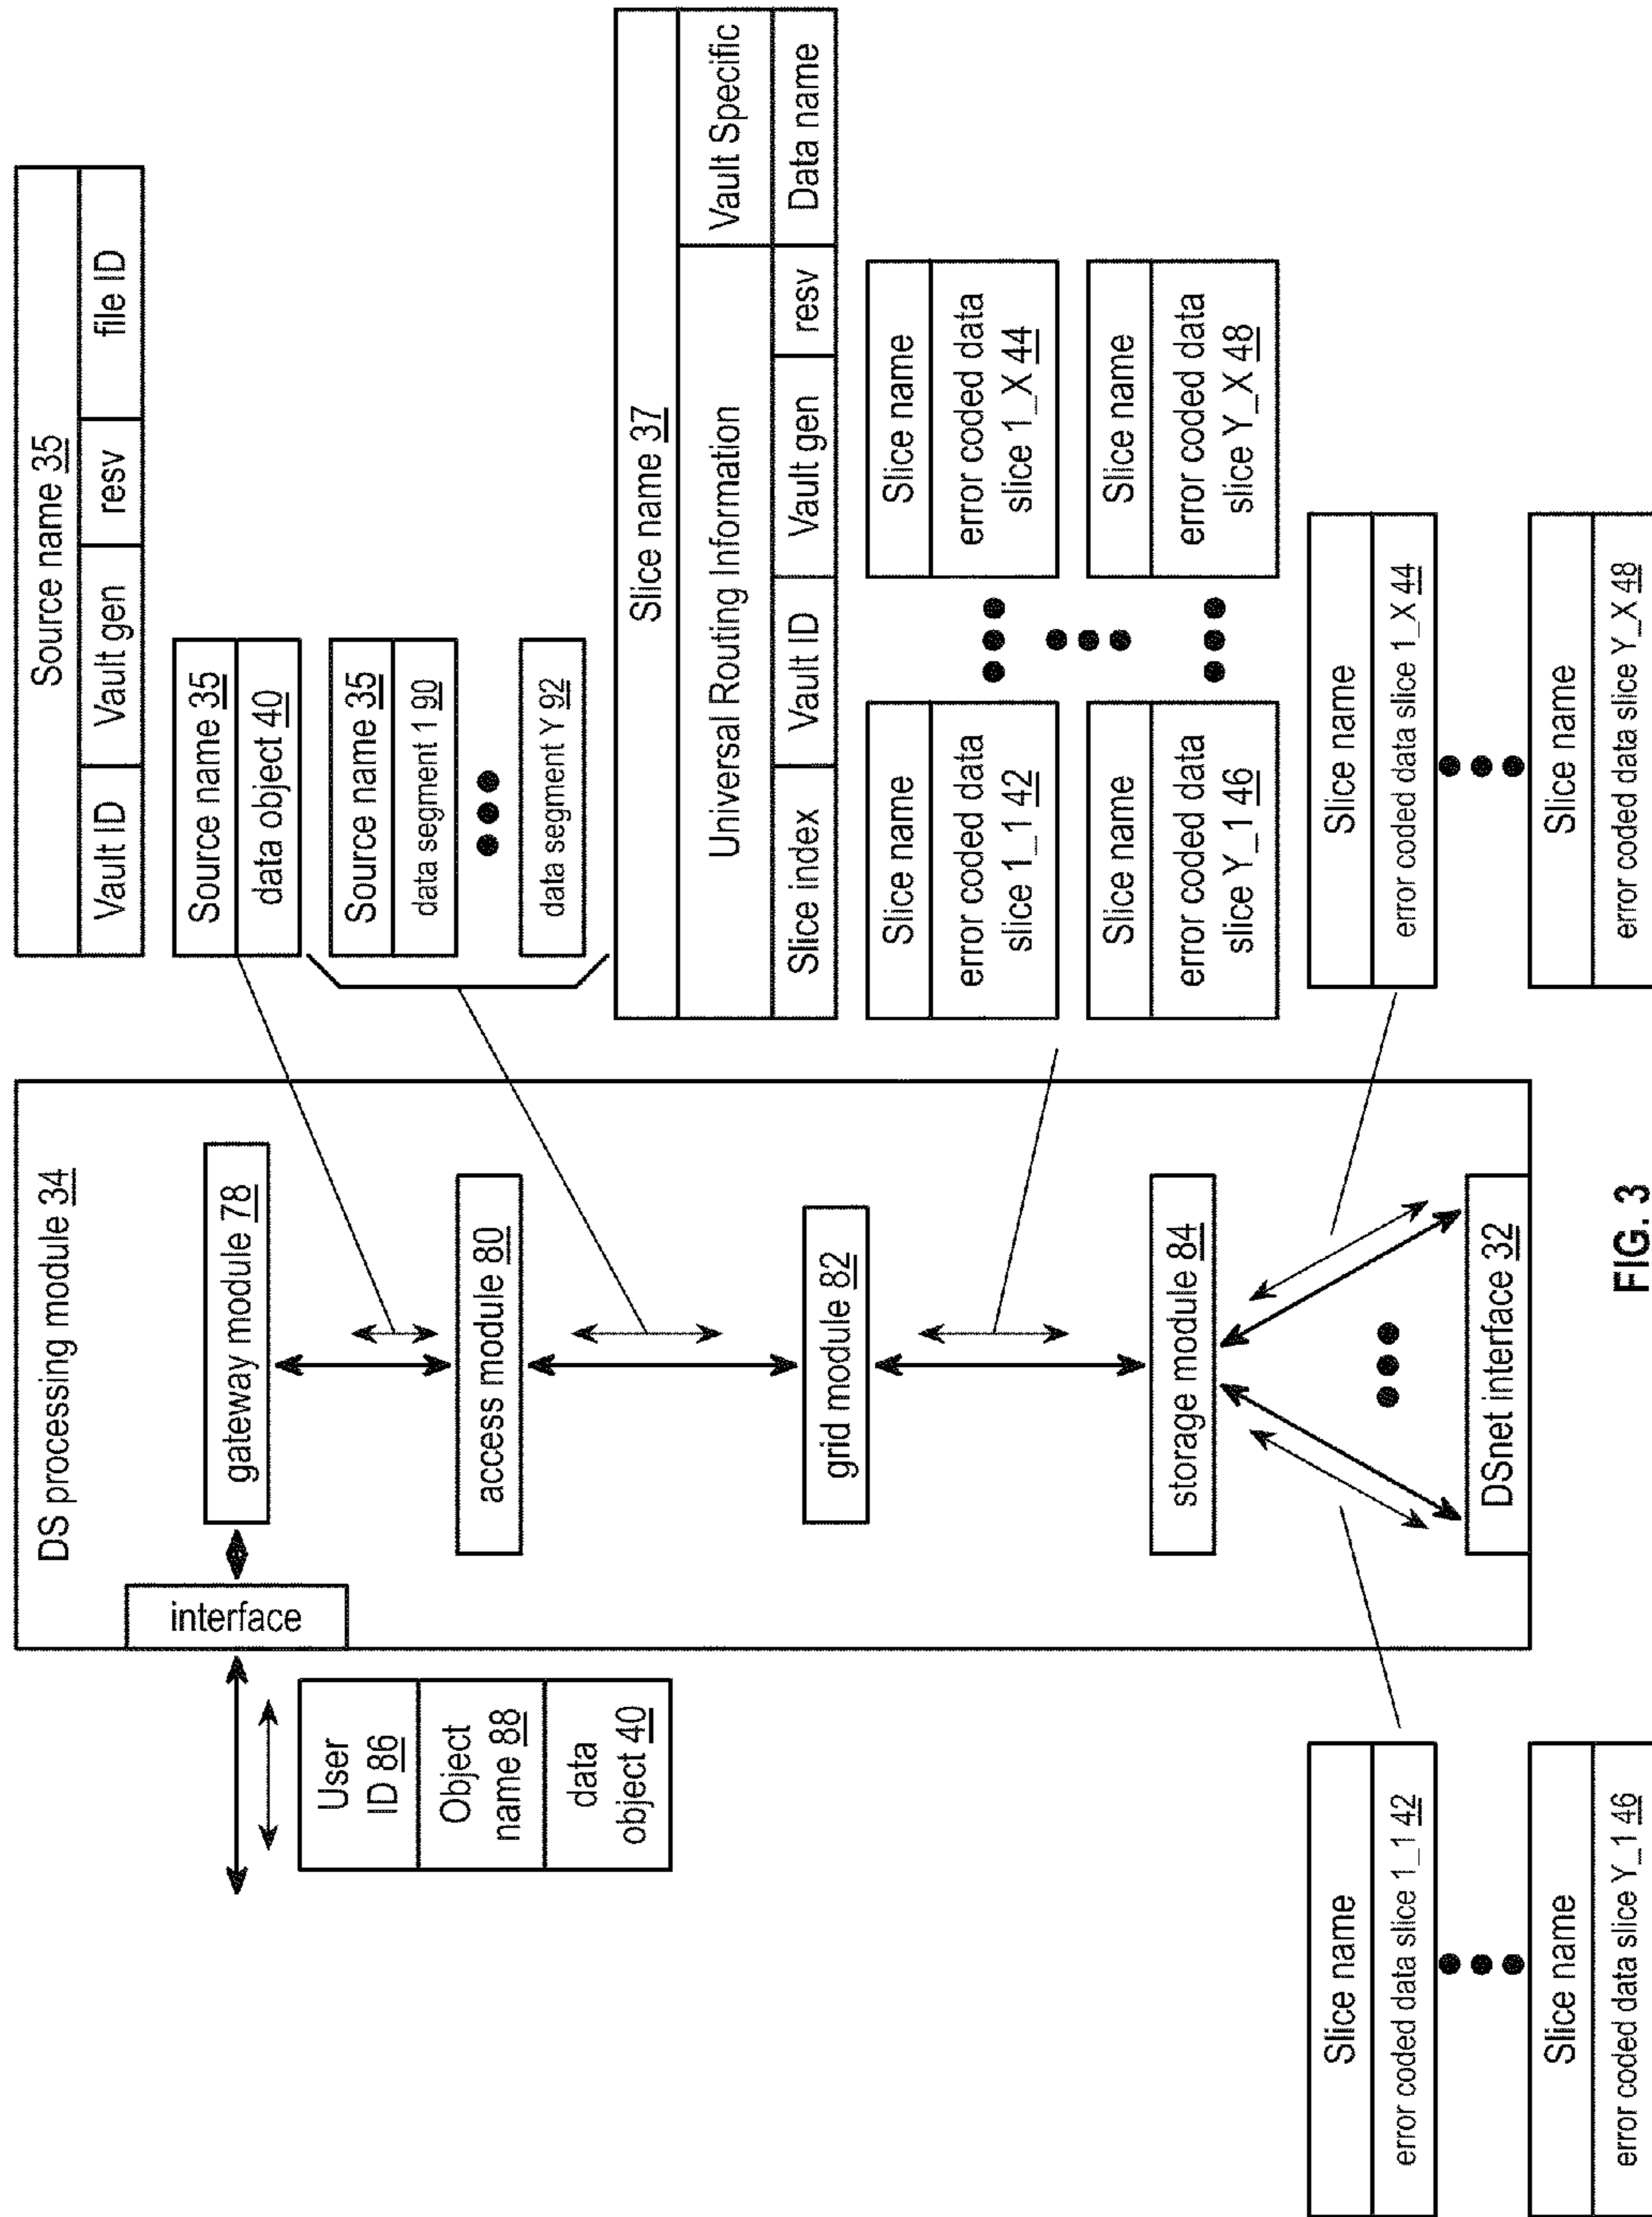 DS processing module 34
interface
gateway module 78
access module 80
grid module 82
storage module 84
DSnet interface 32
User
ID 86
Object
name 88
data
object 40
Source name 35
Vault ID
Vault gen
resv
file ID
Source name 35
data object 40
Source name 35
data segment 1 90
data segment Y 92
Slice name 37
Universal Routing Information
Vault Specific
Slice index
Vault ID
Vault gen
resv
Data name
Slice name
error coded data
slice 1_1 42
Slice name
error coded data
slice 1_X 44
Slice name
error coded data
slice Y_1 46
Slice name
error coded data
slice Y_X 48
Slice name
error coded data slice 1_1 42
Slice name
error coded data slice Y_1 46
Slice name
error coded data slice 1_X 44
Slice name
error coded data slice Y_X 48
FIG. 3